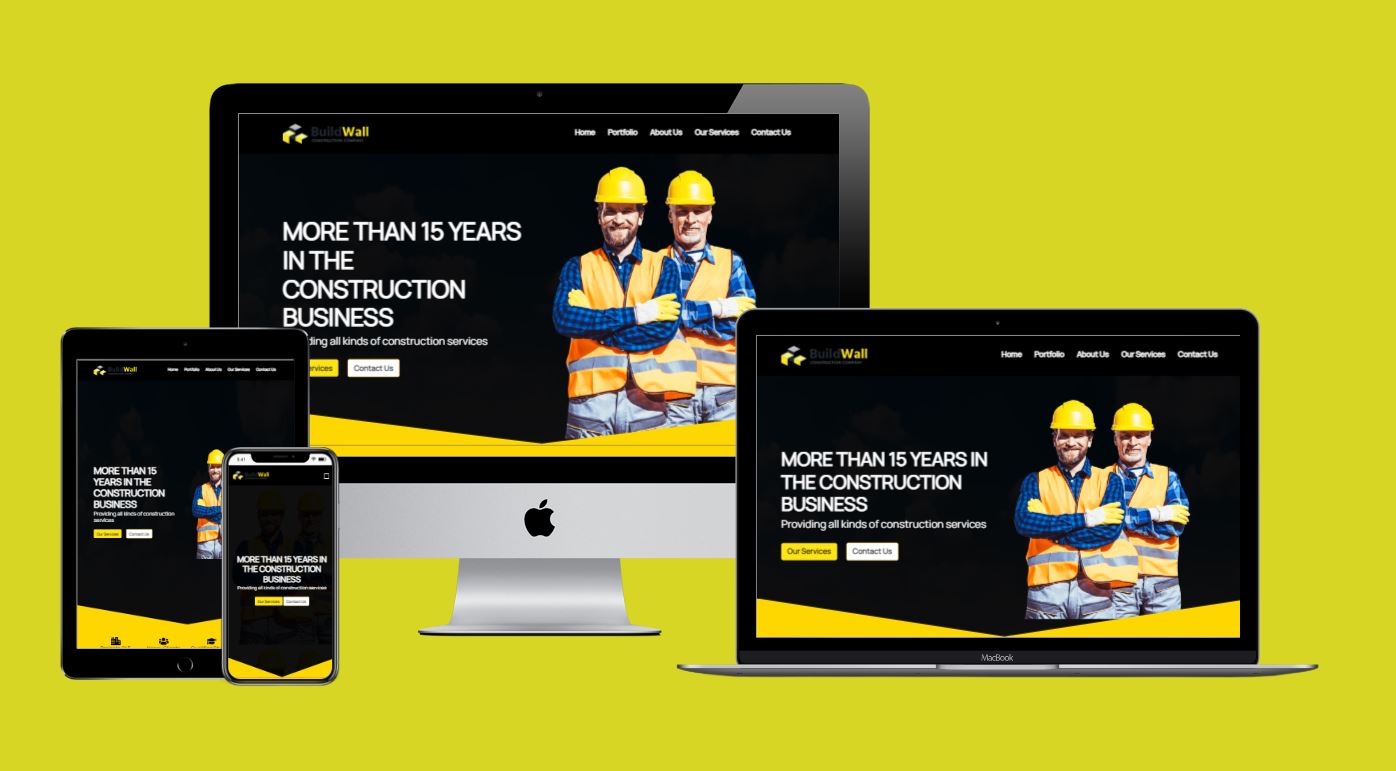 BuildWall
CONSTRUCTION COMPANY
Home Portfolio About Us Our Services Contact Us
MORE THAN 15 YEARS
IN THE
CONSTRUCTION
BUSINESS
ding all kinds of construction services
ervices Contact Us
BuildWall
Home Portfolio About Us Our Services Contact Us
MORE THAN 15
YEARS IN THE
CONSTRUCTION
BUSINESS
Providing all kinds of construction
services
Our Services Contact Us
9:41
BuildWall
MORE THAN 15 YEARS IN
THE CONSTRUCTION
BUSINESS
Providing all kinds of construction services
Our Services Contact Us
BuildWall
CONSTRUCTION COMPANY
Home Portfolio About Us Our Services Contact Us
MORE THAN 15 YEARS IN
THE CONSTRUCTION
BUSINESS
Providing all kinds of construction services
Our Services Contact Us
MacBook